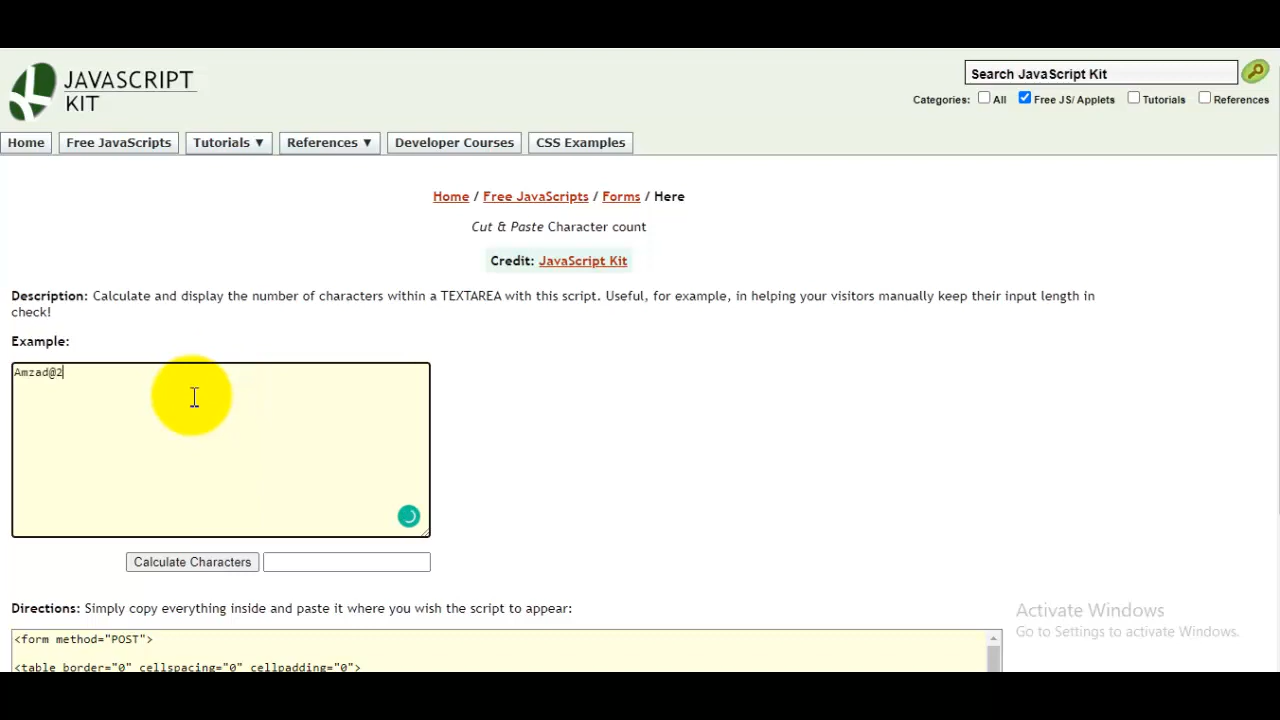 JAVASCRIPT
KIT
Search JavaScript Kit
Categories: All Free JS/ Applets Tutorials References
Home Free JavaScripts Tutorials ▼ References ▼ Developer Courses CSS Examples
Home / Free JavaScripts / Forms / Here
Cut & Paste Character count
Credit: JavaScript Kit
Description: Calculate and display the number of characters within a TEXTAREA with this script. Useful, for example, in helping your visitors manually keep their input length in
check!
Example:
Amzad@2
Calculate Characters
Directions: Simply copy everything inside and paste it where you wish the script to appear:
Activate Windows
Go to Settings to activate Windows.
<form method="POST">
<table border="0" cellspacing="0" cellpadding="0">